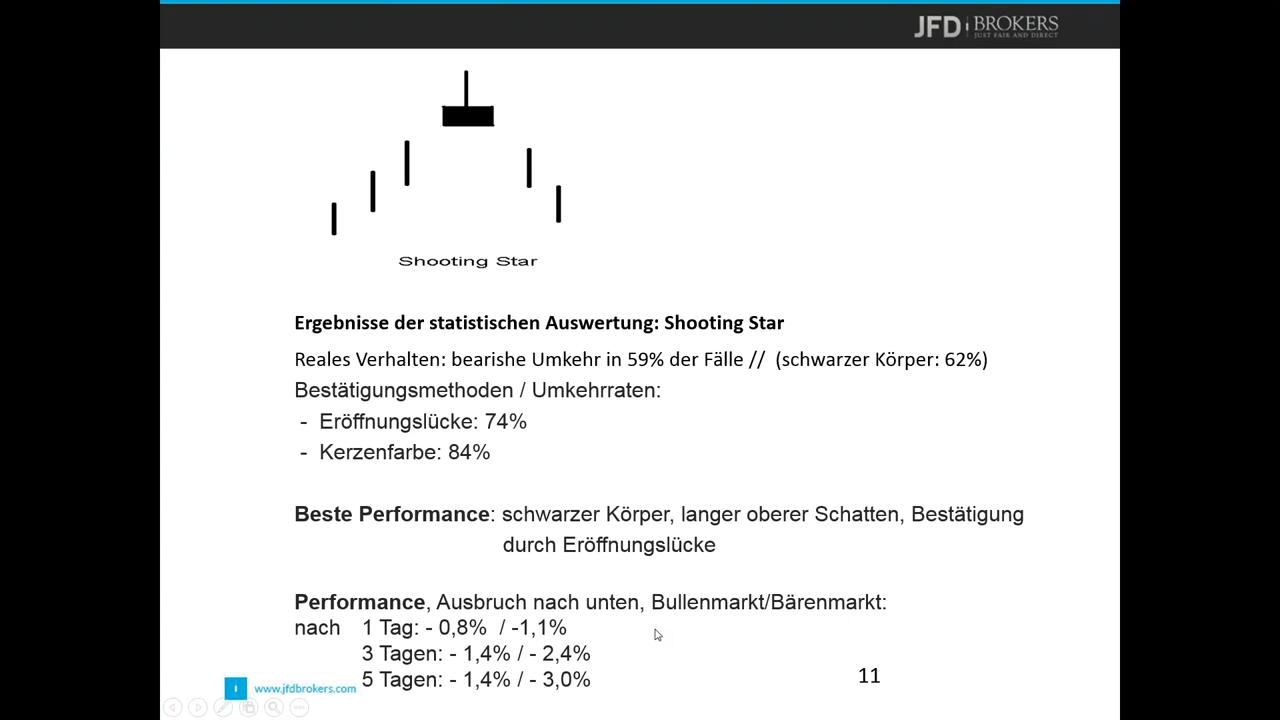 JFD BROKERS
JUST FAIR AND DIRECT
Shooting Star
Ergebnisse der statistischen Auswertung: Shooting Star
Reales Verhalten: bearishe Umkehr in 59% der Fälle // (schwarzer Körper: 62%)
Bestätigungsmethoden / Umkehrraten:
- Eröffnungslücke: 74%
- Kerzenfarbe: 84%
Beste Performance: schwarzer Körper, langer oberer Schatten, Bestätigung
durch Eröffnungslücke
Performance, Ausbruch nach unten, Bullenmarkt/Bärenmarkt:
nach 1 Tag: - 0,8% / -1,1%
3 Tagen: - 1,4% / - 2,4%
5 Tagen: - 1,4% / - 3,0%
www.jfdbrokers.com
11